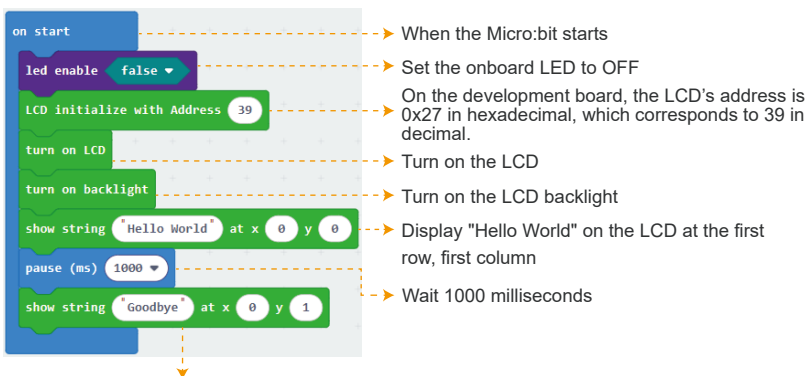 on start
When the Micro:bit starts
led enable false
Set the onboard LED to OFF
LCD initialize with Address 39
On the development board, the LCD’s address is
0x27 in hexadecimal, which corresponds to 39 in
decimal.
turn on LCD
Turn on the LCD
turn on backlight
Turn on the LCD backlight
show string "Hello World" at x 0 y 0
Display "Hello World" on the LCD at the first
row, first column
pause (ms) 1000
Wait 1000 milliseconds
show string "Goodbye" at x 0 y 1